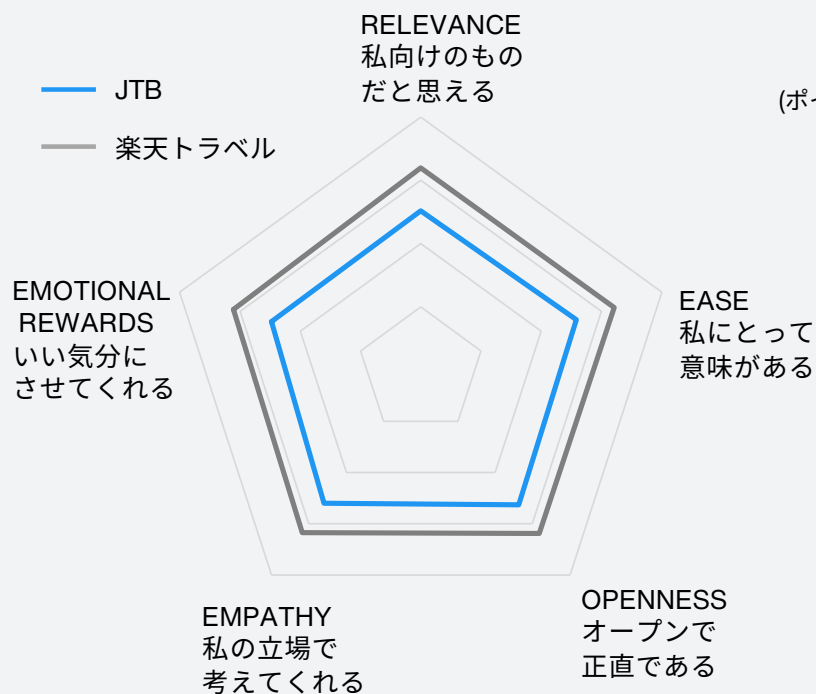 RELEVANCE
私向けのもの
だと思える
JTB
楽天トラベル
(ポイ
EMOTIONAL
REWARDS
いい気分に
させてくれる
EASE
私にとって
意味がある
EMPATHY
私の立場で
考えてくれる
OPENNESS
オープンで
正直である